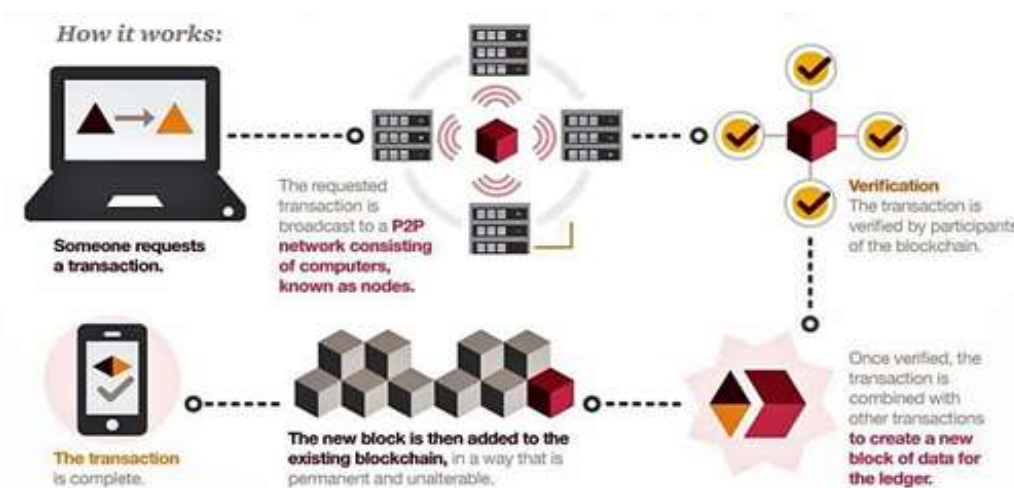 How it works:
Someone requests
a transaction.
The requested
transaction is
broadcast to a P2P
network consisting
of computers,
known as nodes.
Verification
The transaction is
verified by participants
of the blockchain.
Once verified, the
transaction is
combined with
other transactions
to create a new
block of data for
the ledger.
The new block is then added to the
existing blockchain, in a way that is
permanent and unalterable.
The transaction
is complete.